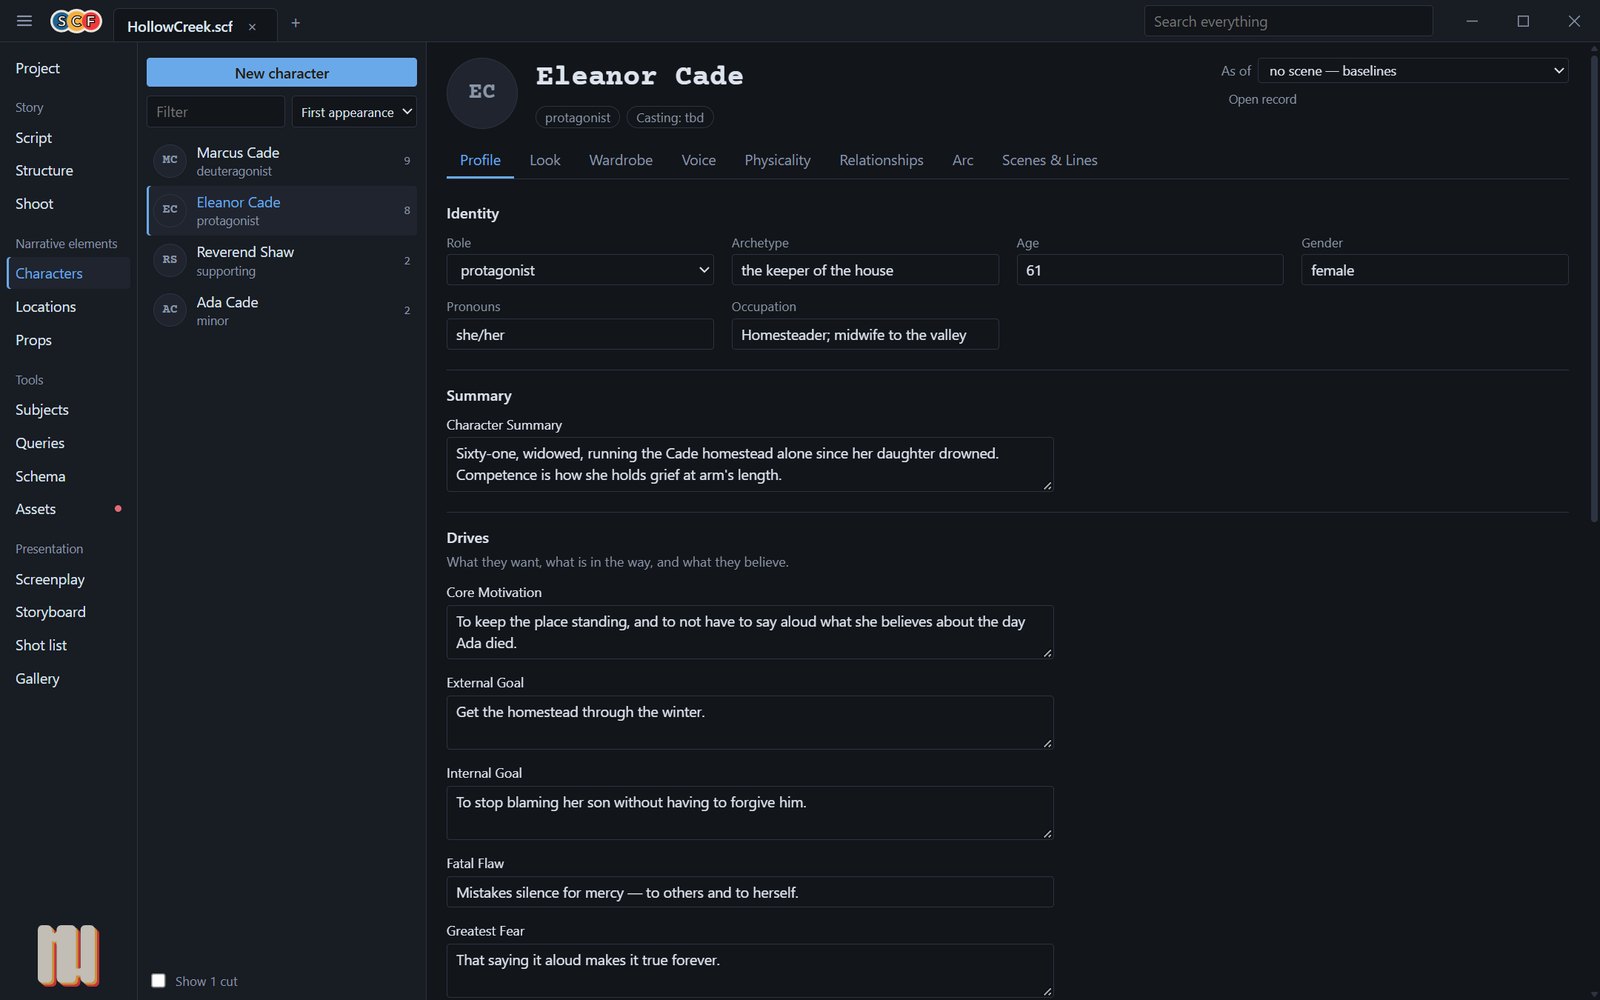 SCF
HollowCreek.scf
Search everything
Project
Story
Script
Structure
Shoot
Narrative elements
Characters
Locations
Props
Tools
Subjects
Queries
Schema
Assets
Presentation
Screenplay
Storyboard
Shot list
Gallery
New character
Filter
First appearance
MC
Marcus Cade
deuteragonist
9
EC
Eleanor Cade
protagonist
8
RS
Reverend Shaw
supporting
2
AC
Ada Cade
minor
2
Show 1 cut
EC
Eleanor Cade
protagonist
Casting: tbd
As of
no scene — baselines
Open record
Profile
Look
Wardrobe
Voice
Physicality
Relationships
Arc
Scenes & Lines
Identity
Role
protagonist
Archetype
the keeper of the house
Age
61
Gender
female
Pronouns
she/her
Occupation
Homesteader; midwife to the valley
Summary
Character Summary
Sixty-one, widowed, running the Cade homestead alone since her daughter drowned.
Competence is how she holds grief at arm's length.
Drives
What they want, what is in the way, and what they believe.
Core Motivation
To keep the place standing, and to not have to say aloud what she believes about the day
Ada died.
External Goal
Get the homestead through the winter.
Internal Goal
To stop blaming her son without having to forgive him.
Fatal Flaw
Mistakes silence for mercy — to others and to herself.
Greatest Fear
That saying it aloud makes it true forever.